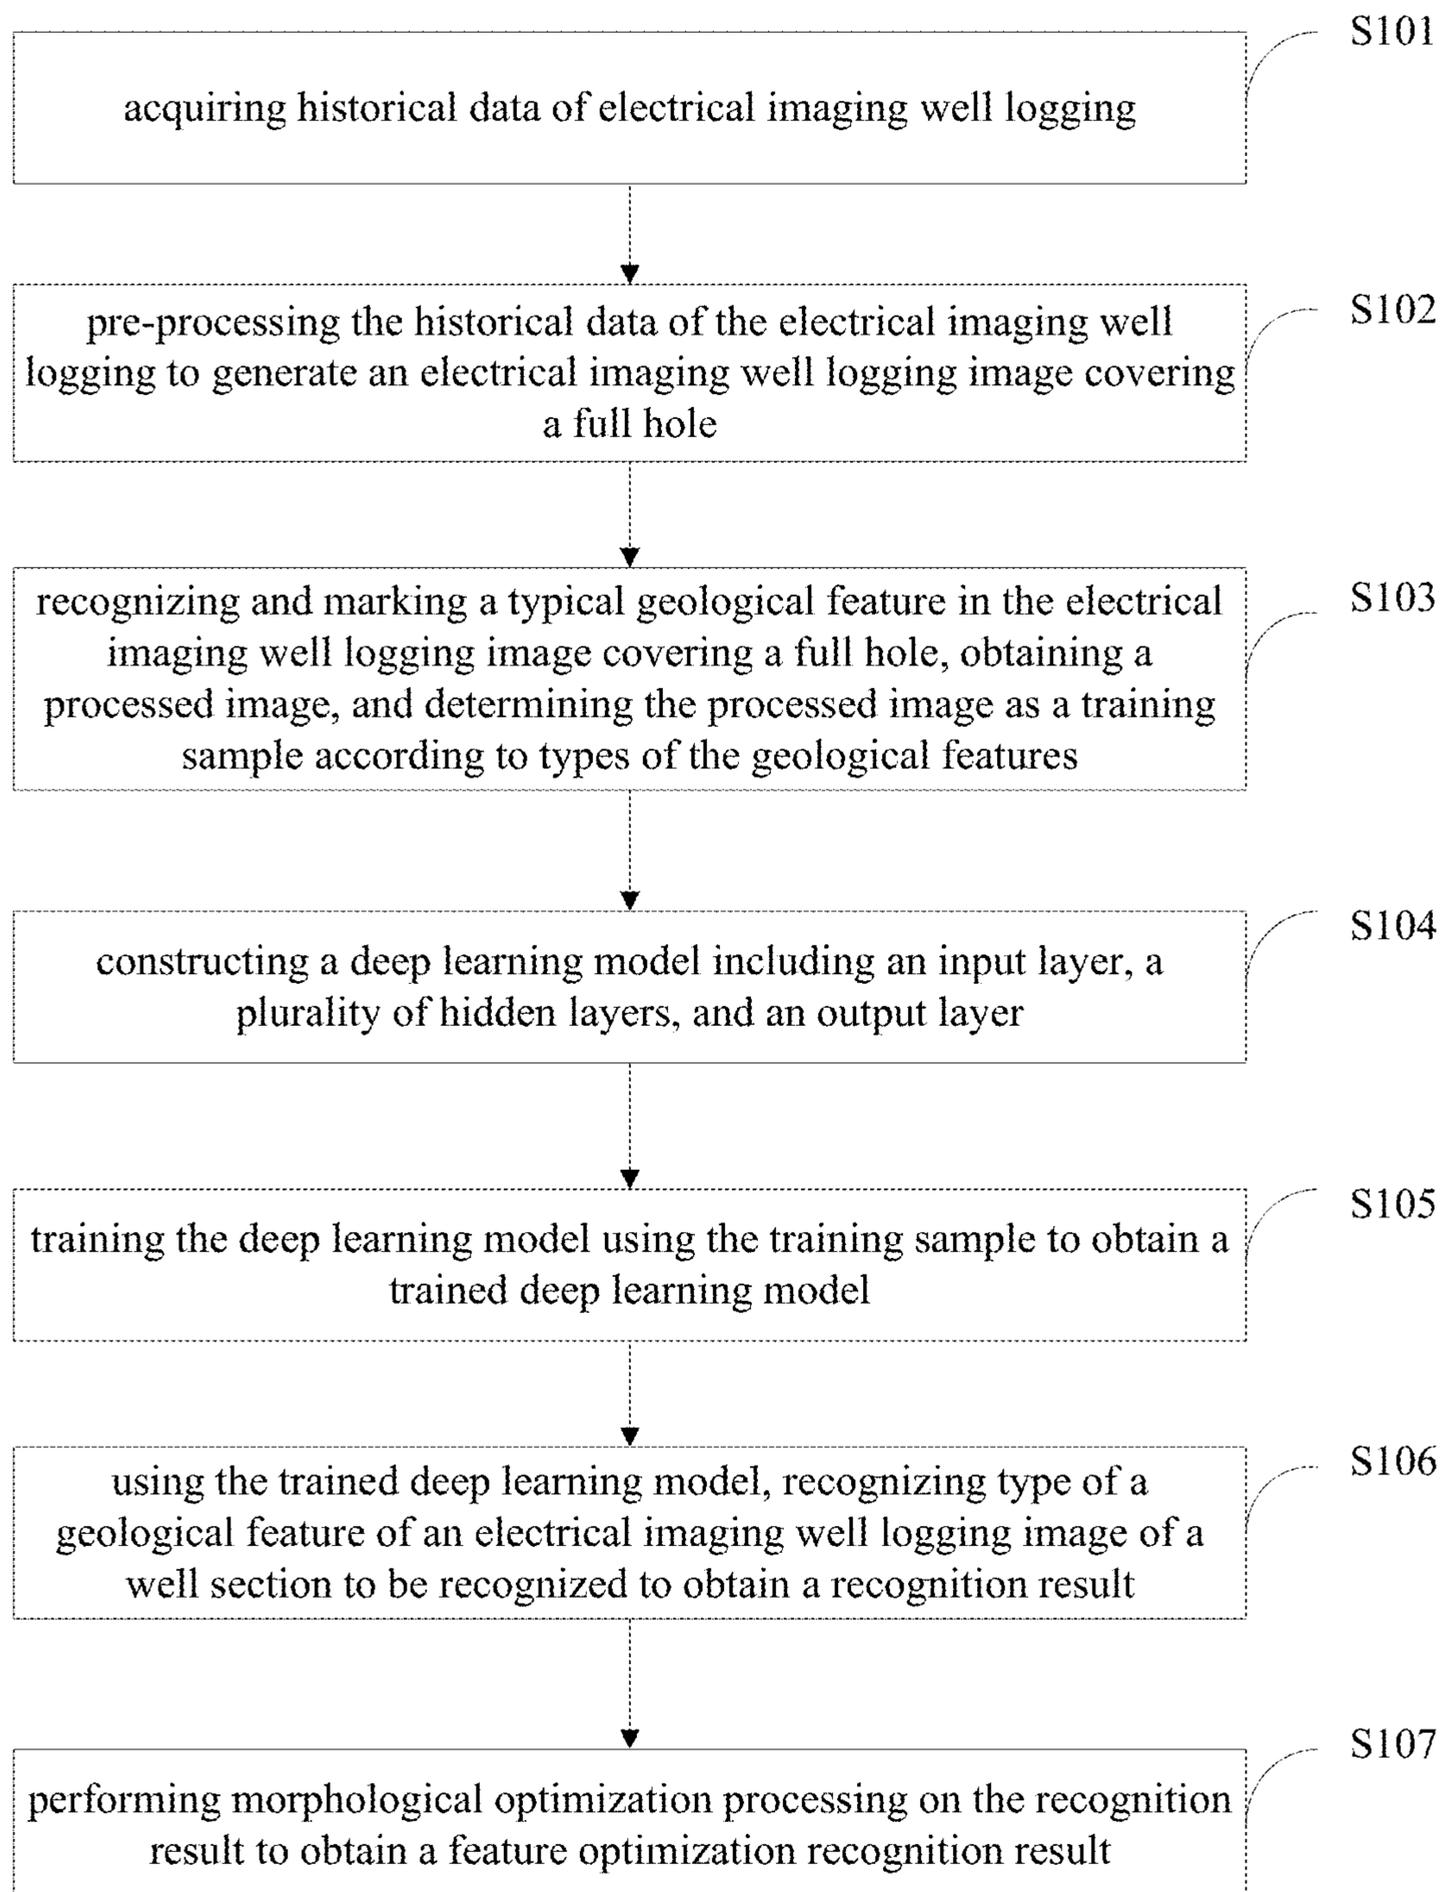 S101
acquiring historical data of electrical imaging well logging
S102
pre-processing the historical data of the electrical imaging well
logging to generate an electrical imaging well logging image covering
a full hole
S103
recognizing and marking a typical geological feature in the electrical
imaging well logging image covering a full hole, obtaining a
processed image, and determining the processed image as a training
sample according to types of the geological features
S104
constructing a deep learning model including an input layer, a
plurality of hidden layers, and an output layer
S105
training the deep learning model using the training sample to obtain a
trained deep learning model
S106
using the trained deep learning model, recognizing type of a
geological feature of an electrical imaging well logging image of a
well section to be recognized to obtain a recognition result
S107
performing morphological optimization processing on the recognition
result to obtain a feature optimization recognition result